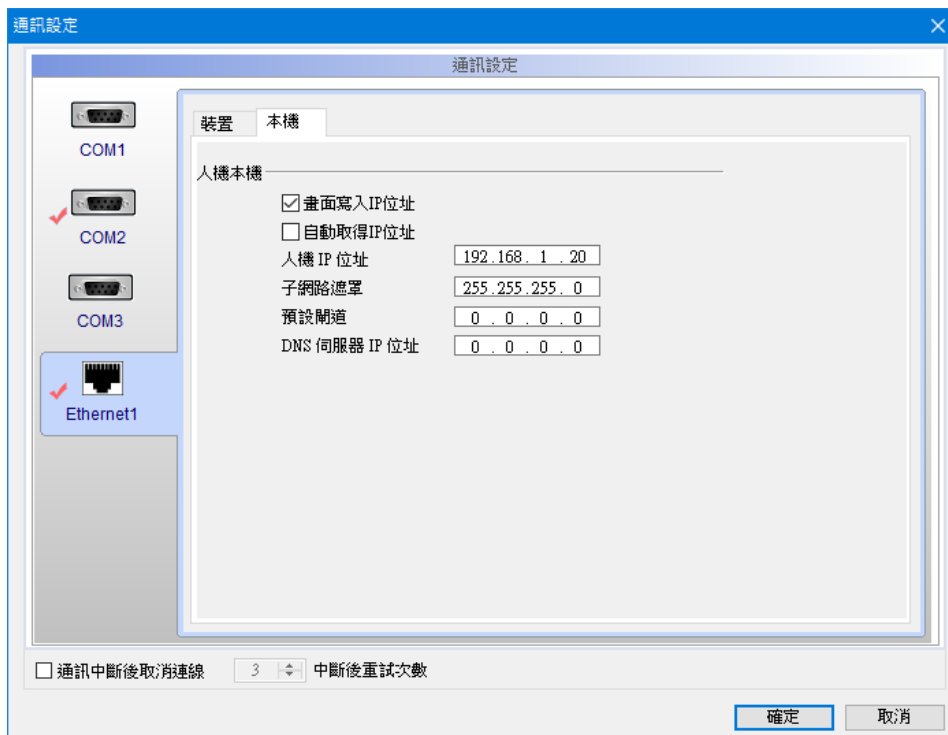 通訊設定
通訊設定
COM1
COM2
COM3
Ethernet1
裝置 本機
人機本機
畫面寫入IP位址
自動取得IP位址
人機 IP 位址 192.168. 1 . 20
子網路遮罩 255.255.255. 0
預設閘道 0 . 0 . 0 . 0
DNS 伺服器 IP 位址 0 . 0 . 0 . 0
通訊中斷後取消連線 3 中斷後重試次數
確定 取消